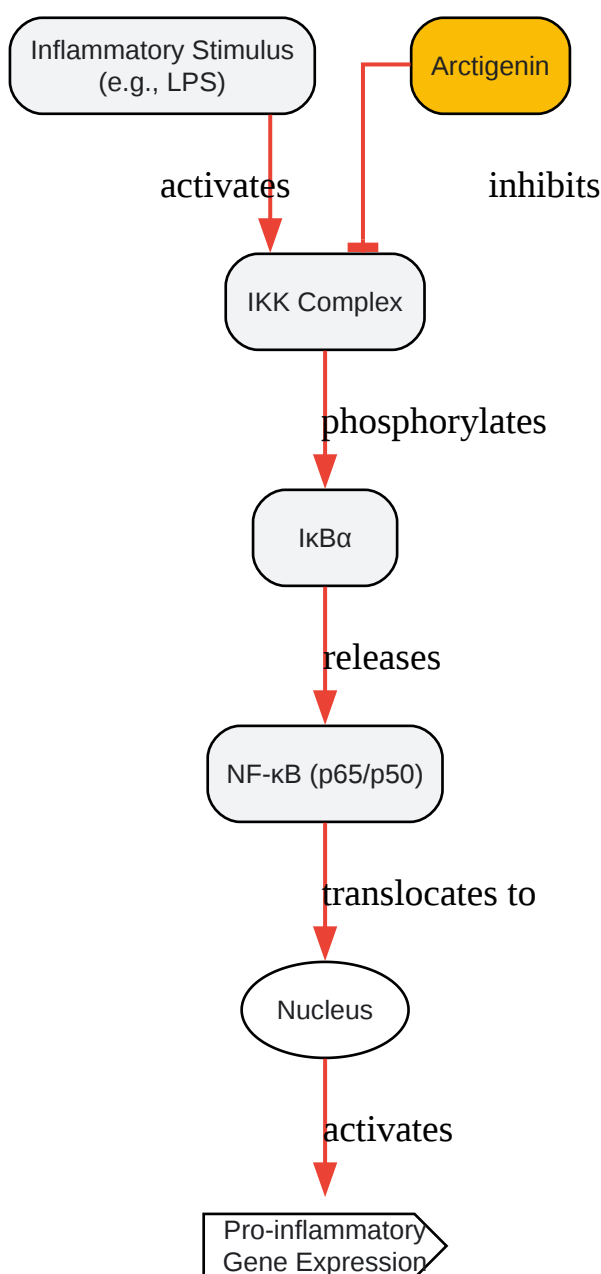 Inflammatory Stimulus
(e.g., LPS)
Arctigenin
activates
inhibits
IKK Complex
phosphorylates
IκBα
releases
NF-κB (p65/p50)
translocates to
Nucleus
activates
Pro-inflammatory
Gene Expression